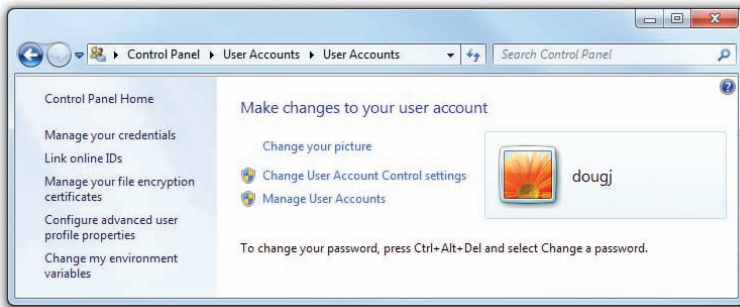 Control Panel User Accounts User Accounts
Search Control Panel
Control Panel Home
Manage your credentials
Link online IDs
Manage your file encryption
certificates
Configure advanced user
profile properties
Change my environment
variables
Make changes to your user account
Change your picture
Change User Account Control settings
Manage User Accounts
dougj
To change your password, press Ctrl+Alt+Del and select Change a password.